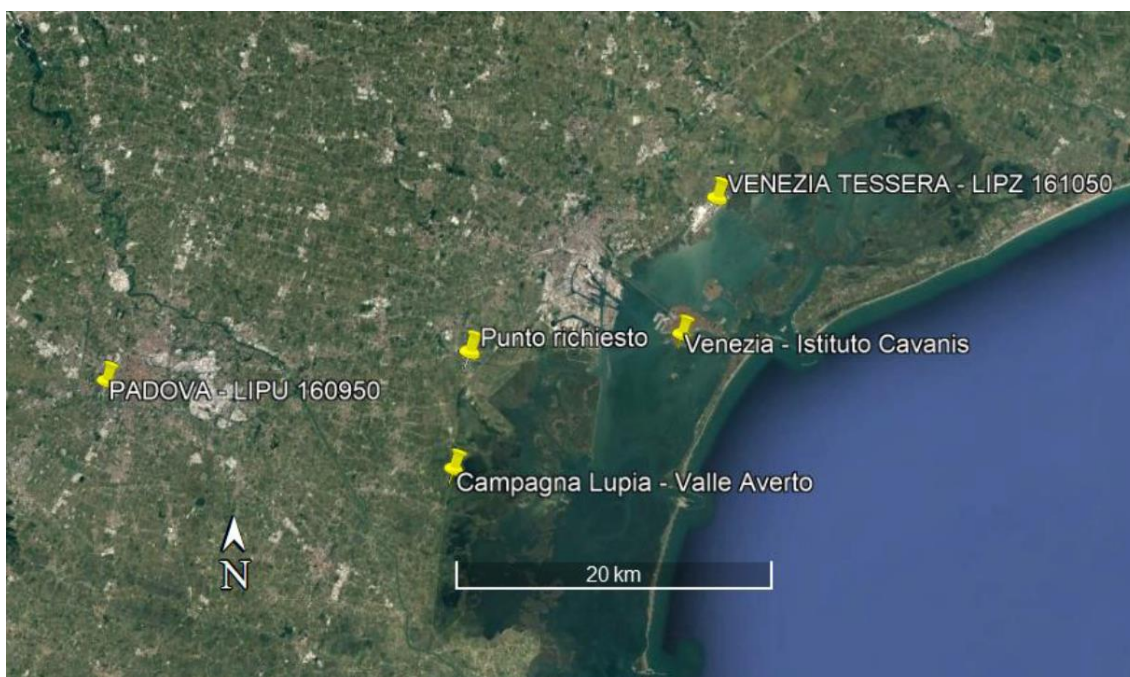 VENEZIA TESSERA - LIPZ 161050
Punto richiesto
Venezia - Istituto Cavanis
PADOVA - LIPU 160950
Campagna Lupia - Valle Averto
N
20 km